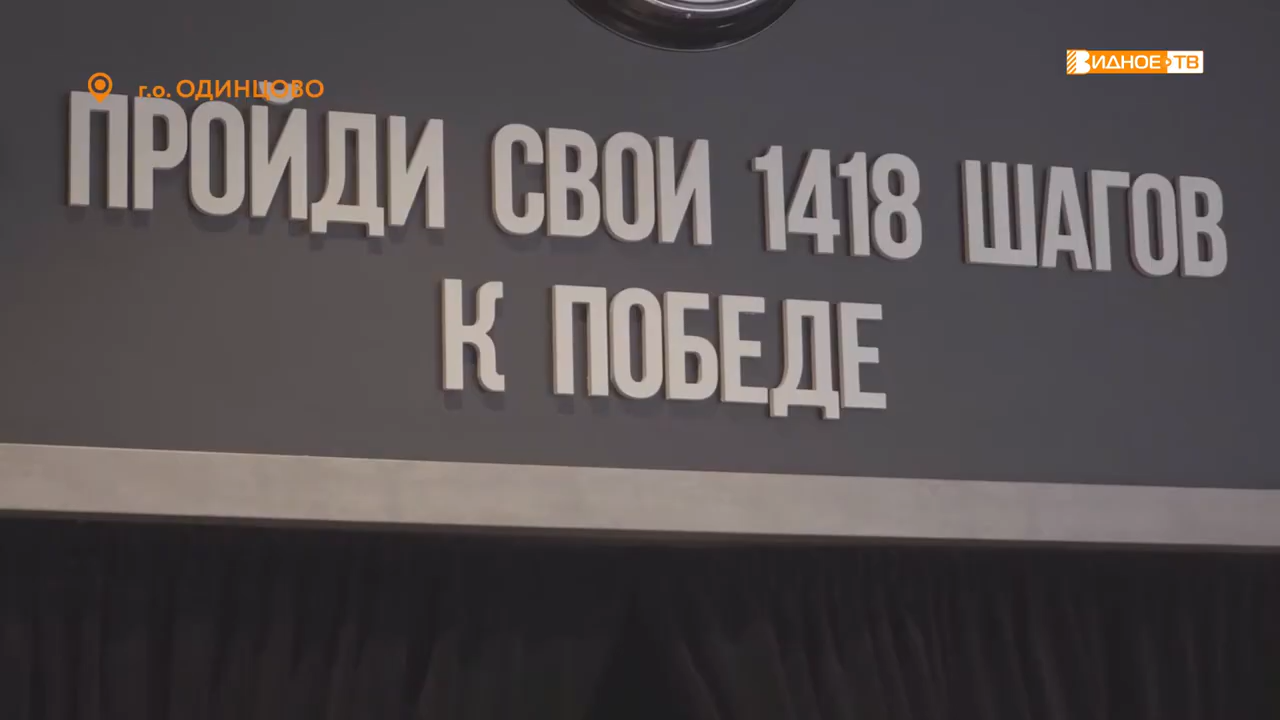 ВИДНОЕ ТВ
г.о. ОДИНЦОВО
ПРОЙДИ СВОИ 1418 ШАГОВ
К ПОБЕДЕ